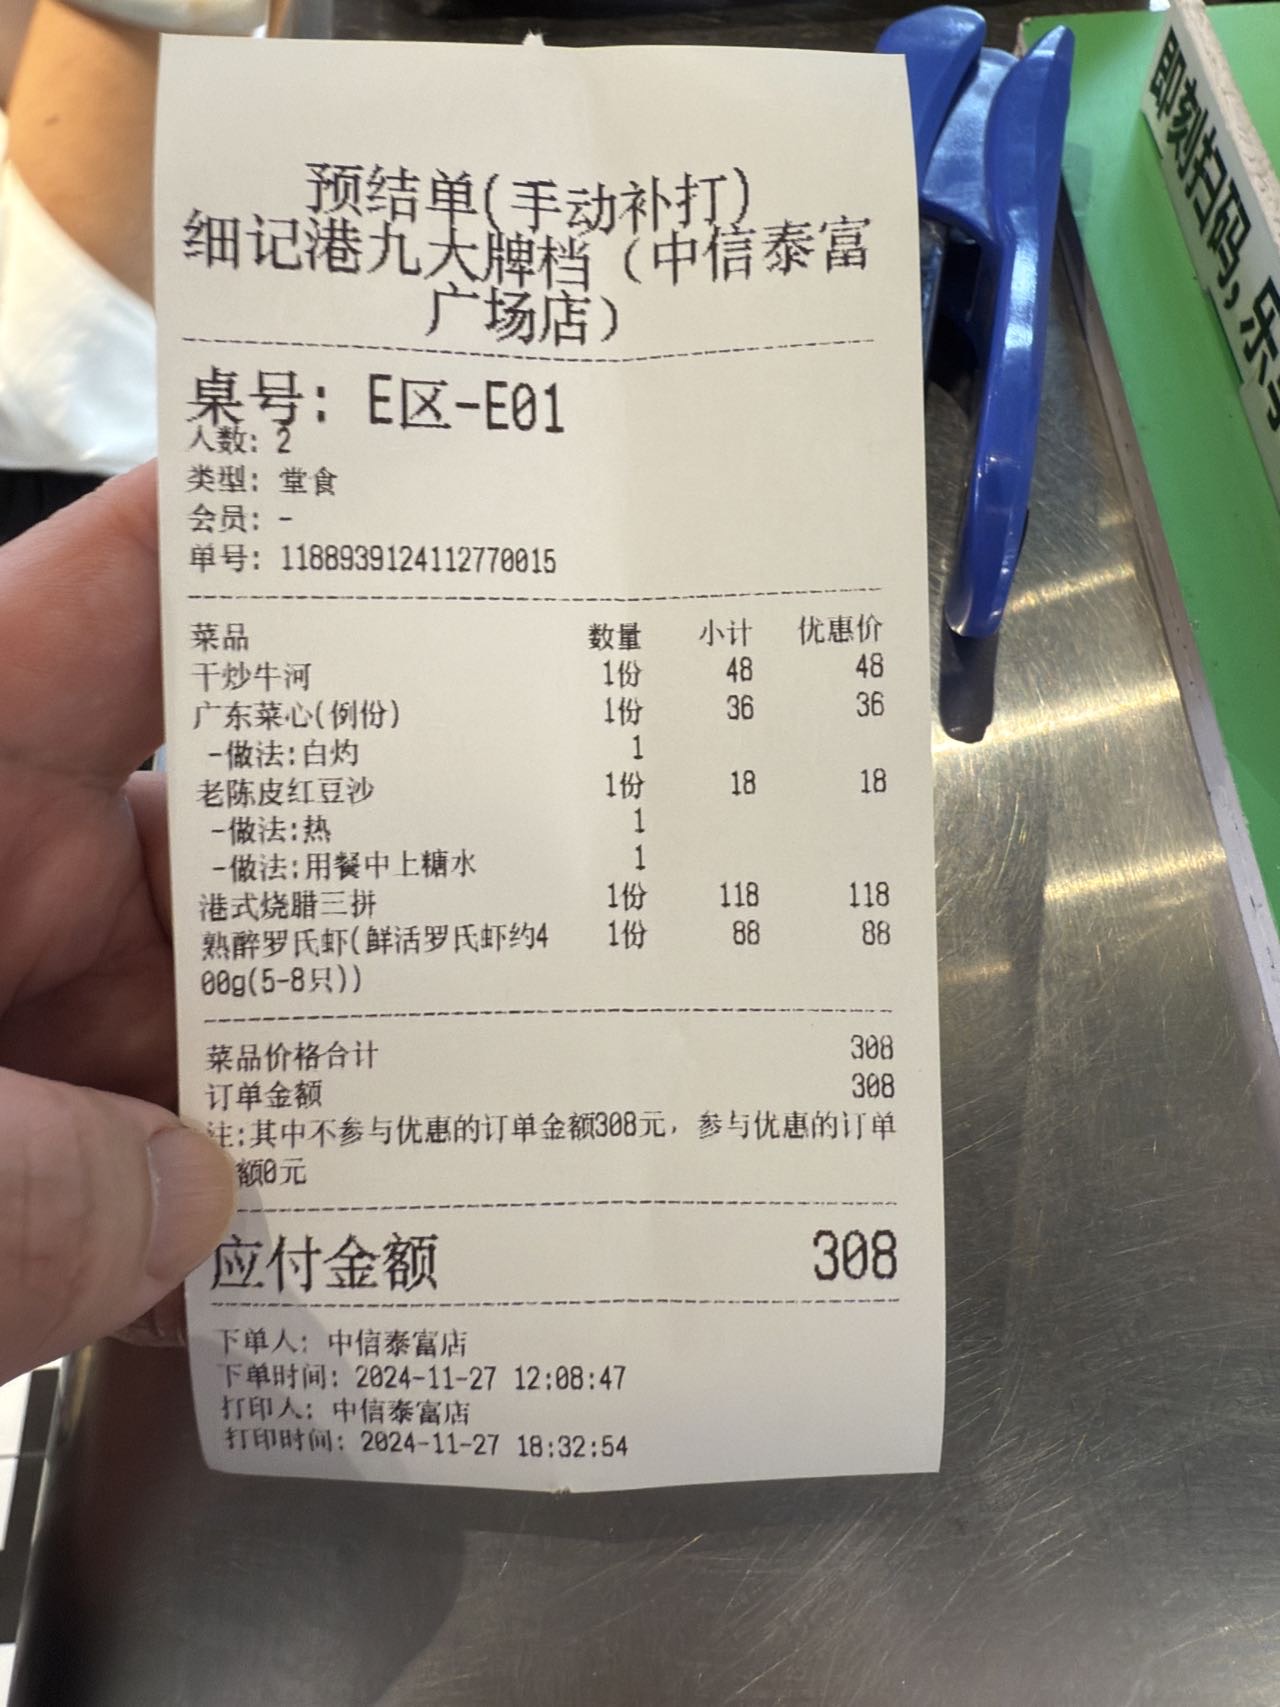 预结单(手动补打)
细记港九大牌档（中信泰富
广场店）
桌号: E区-E01
人数: 2
类型: 堂食
会员: -
单号: 1188939124112770015
菜品 数量 小计 优惠价
干炒牛河 1份 48 48
广东菜心(例份) 1份 36 36
-做法:白灼 1
老陈皮红豆沙 1份 18 18
-做法:热 1
-做法:用餐中上糖水 1
港式烧腊三拼 1份 118 118
熟醉罗氏虾(鲜活罗氏虾约4 1份 88 88
00g(5-8只))
菜品价格合计 308
订单金额 308
注:其中不参与优惠的订单金额308元, 参与优惠的订单
额0元
应付金额 308
下单人: 中信泰富店
下单时间: 2024-11-27 12:08:47
打印人: 中信泰富店
打印时间: 2024-11-27 18:32:54
即刻扫码,乐